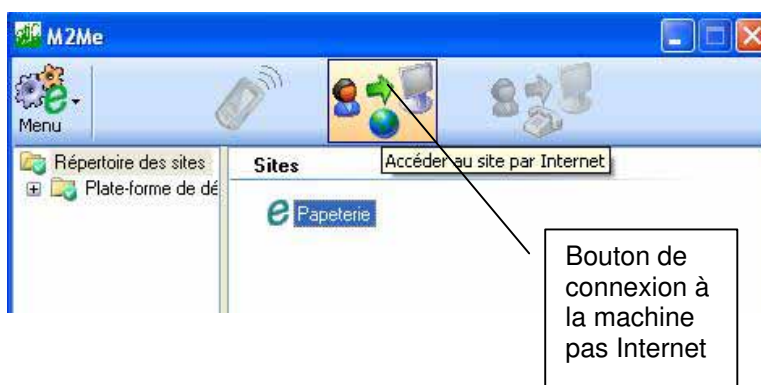 M2Me
Menu
Répertoire des sites
Plate-forme de dé
Sites
Accéder au site par Internet
Papeterie
Bouton de
connexion à
la machine
pas Internet